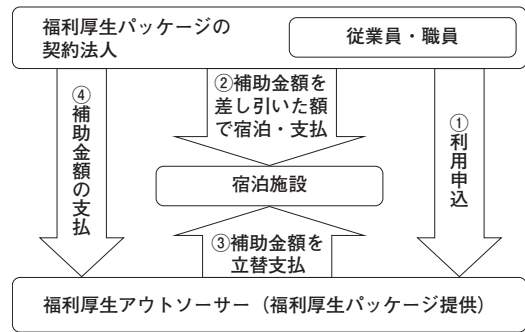 福利厚生パッケージの
契約法人
従業員・職員
④補助金額の支払
②補助金額を
差し引いた額
で宿泊・支払
①利用申込
宿泊施設
③補助金額を
立替支払
福利厚生アウトソーサー(福利厚生パッケージ提供)